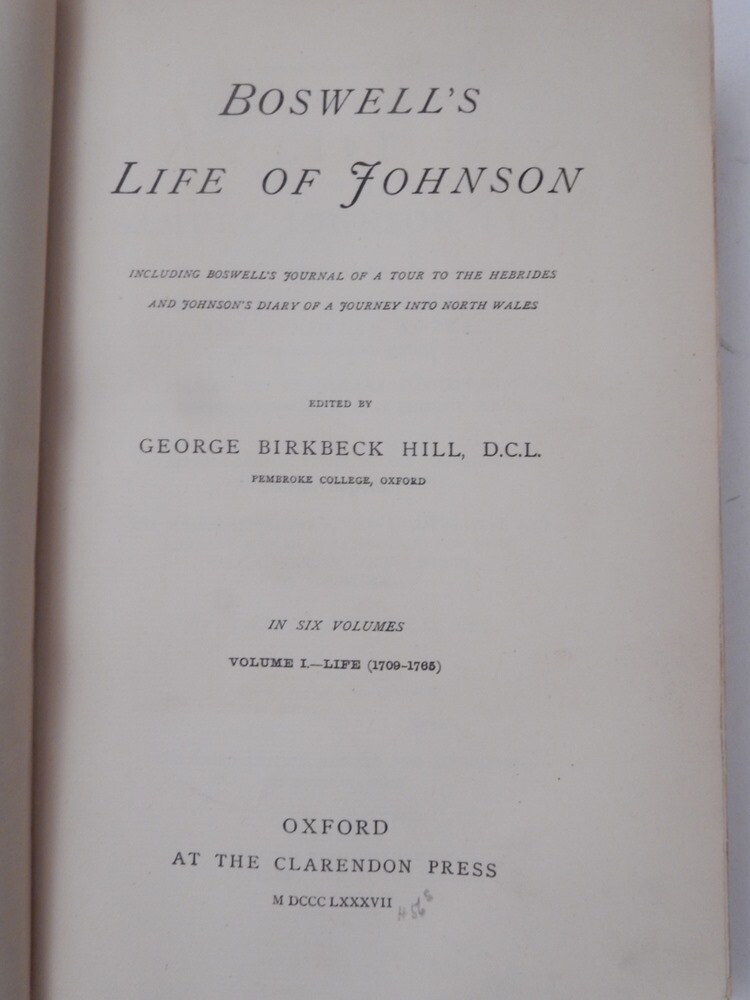 BOSWELL'S
LIFE OF JOHNSON
INCLUDING BOSWELL'S JOURNAL OF A TOUR TO THE HEBRIDES
AND JOHNSON'S DIARY OF A JOURNEY INTO NORTH WALES
EDITED BY
GEORGE BIRKBECK HILL, D.C.L.
PEMBROKE COLLEGE, OXFORD
IN SIX VOLUMES
VOLUME I.—LIFE (1709-1765)
OXFORD
AT THE CLARENDON PRESS
M DCCC LXXXVII